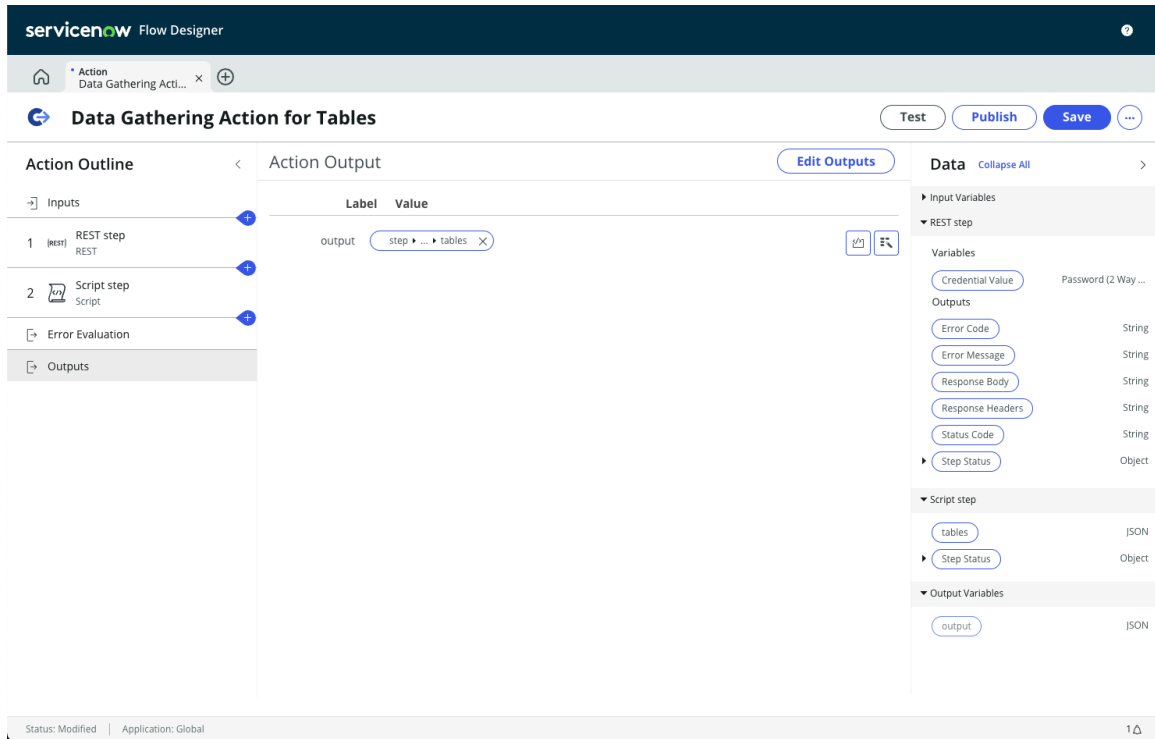 servicenow Flow Designer
Action
Data Gathering Acti...
Data Gathering Action for Tables
Test
Publish
Save
Action Outline
Inputs
1 {REST} REST step
REST
2 Script step
Script
Error Evaluation
Outputs
Action Output
Edit Outputs
Label Value
output step ▸ ... ▸ tables
Data Collapse All
Input Variables
REST step
Variables
Credential Value Password (2 Way ...
Outputs
Error Code String
Error Message String
Response Body String
Response Headers String
Status Code String
Step Status Object
Script step
tables JSON
Step Status Object
Output Variables
output JSON
Status: Modified Application: Global
1